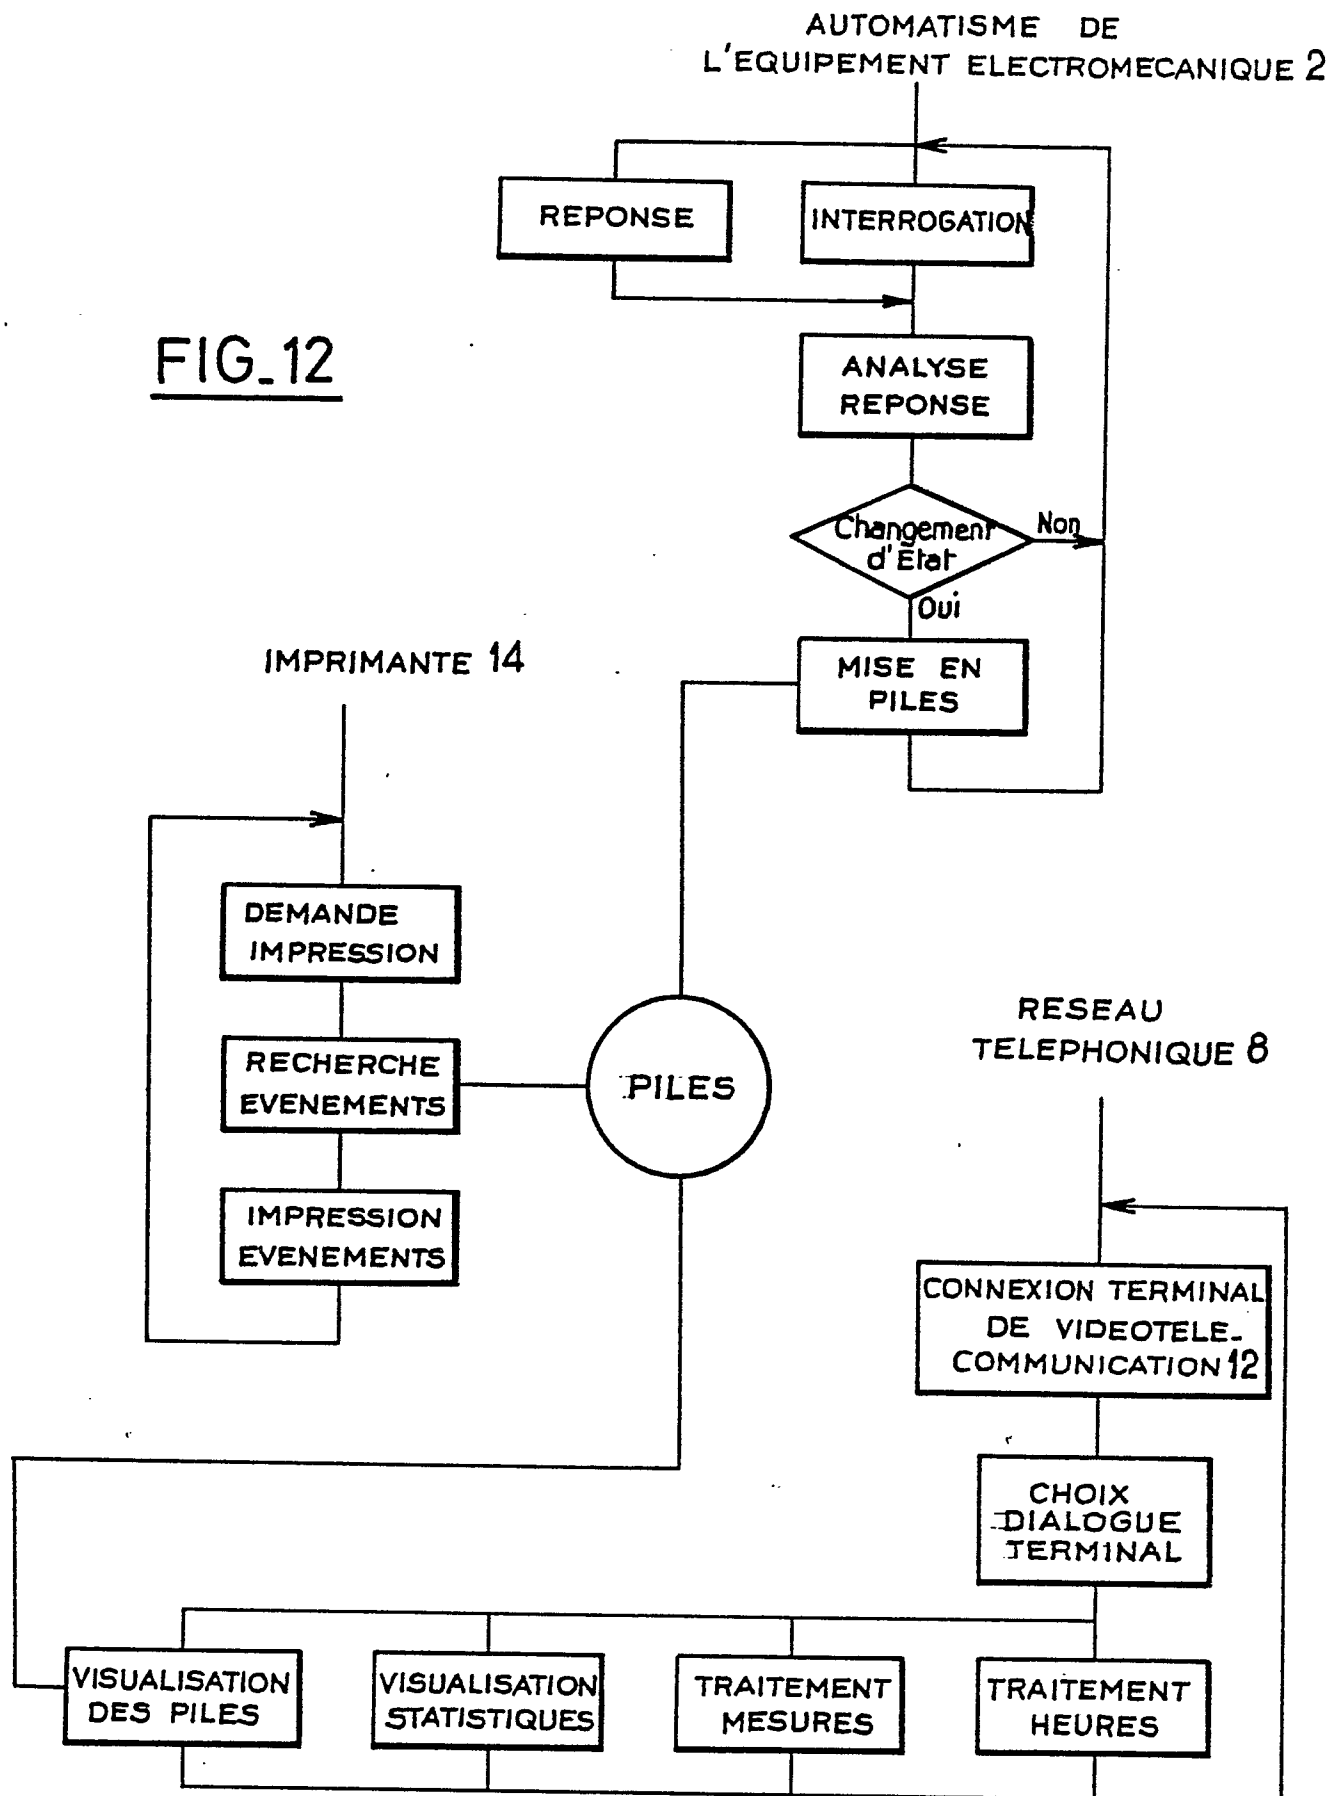 AUTOMATISME DE
L'EQUIPEMENT ELECTROMECANIQUE 2
REPONSE
INTERROGATION
FIG_12
ANALYSE
REPONSE
Changement
d'État
Non
Oui
MISE EN
PILES
IMPRIMANTE 14
DEMANDE
IMPRESSION
RECHERCHE
EVENEMENTS
IMPRESSION
EVENEMENTS
PILES
RESEAU
TELEPHONIQUE 8
CONNEXION TERMINAL
DE VIDEOTELE-
COMMUNICATION 12
CHOIX
DIALOGUE
TERMINAL
VISUALISATION
DES PILES
VISUALISATION
STATISTIQUES
TRAITEMENT
MESURES
TRAITEMENT
HEURES